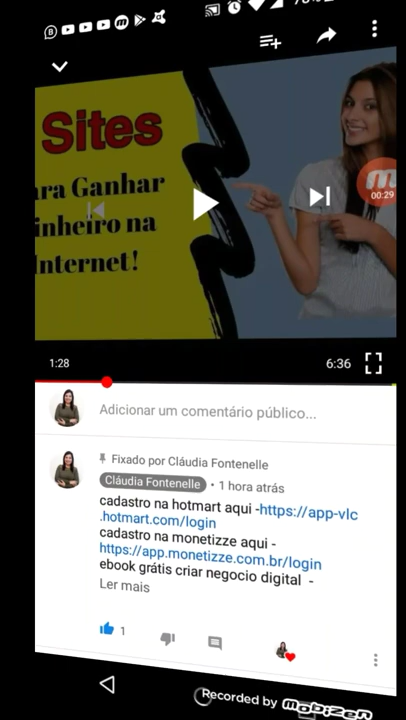 Sites
ara Ganhar
inheiro na
Internet!
00:29
1:28
6:36
Adicionar um comentário público...
Fixado por Cláudia Fontenelle
Cláudia Fontenelle • 1 hora atrás
cadastro na hotmart aqui -https://app-vlc
.hotmart.com/login
cadastro na monetizze aqui -
https://app.monetizze.com.br/login
ebook grátis criar negocio digital -
Ler mais
1
Recorded by mobizen